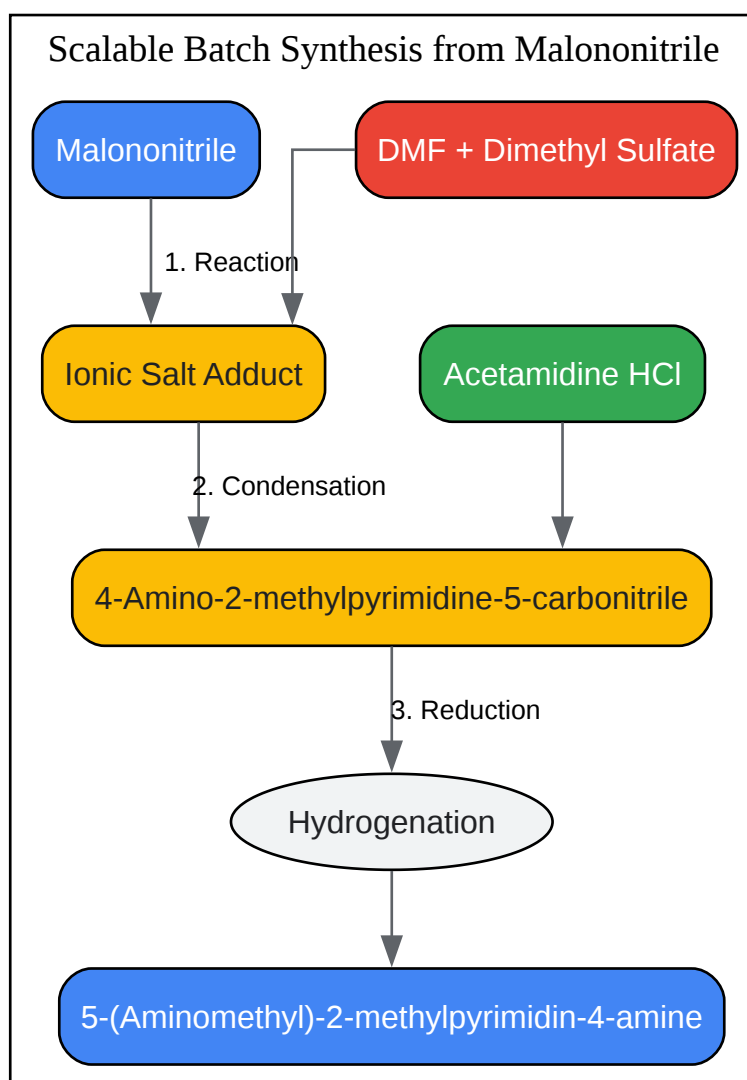 Scalable Batch Synthesis from Malononitrile
Malononitrile
DMF + Dimethyl Sulfate
1. Reaction
Ionic Salt Adduct
Acetamidine HCl
2. Condensation
4-Amino-2-methylpyrimidine-5-carbonitrile
3. Reduction
Hydrogenation
5-(Aminomethyl)-2-methylpyrimidin-4-amine